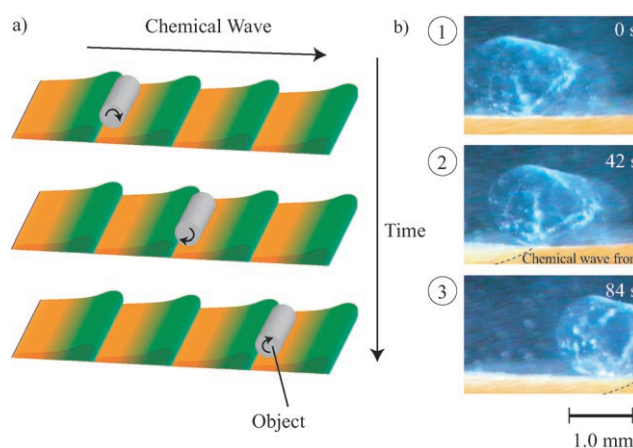 a)
Chemical Wave
Time
Object
b)
1
0 s
2
42 s
Chemical wave fron
3
84 s
1.0 mm